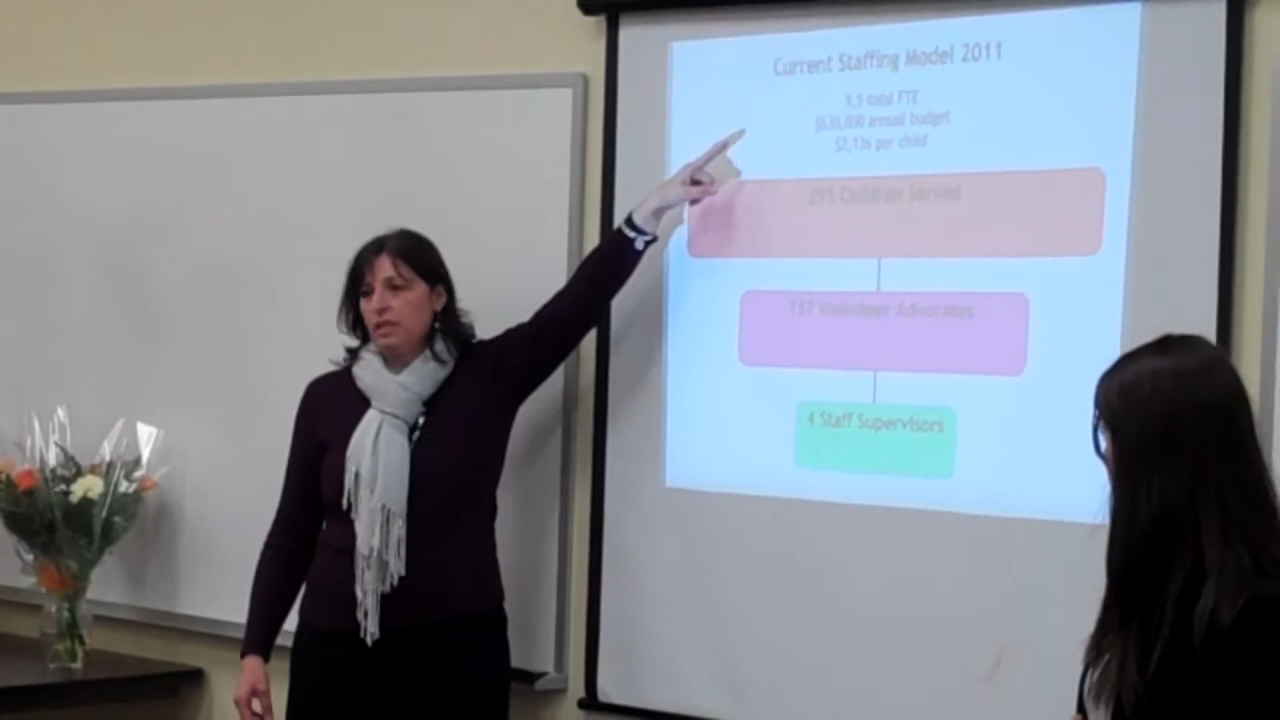 Current Staffing Model 2011
9.5 total FTE
annual budget
per child
Children Served
157 Volunteer Advocates
4 Staff Supervisors